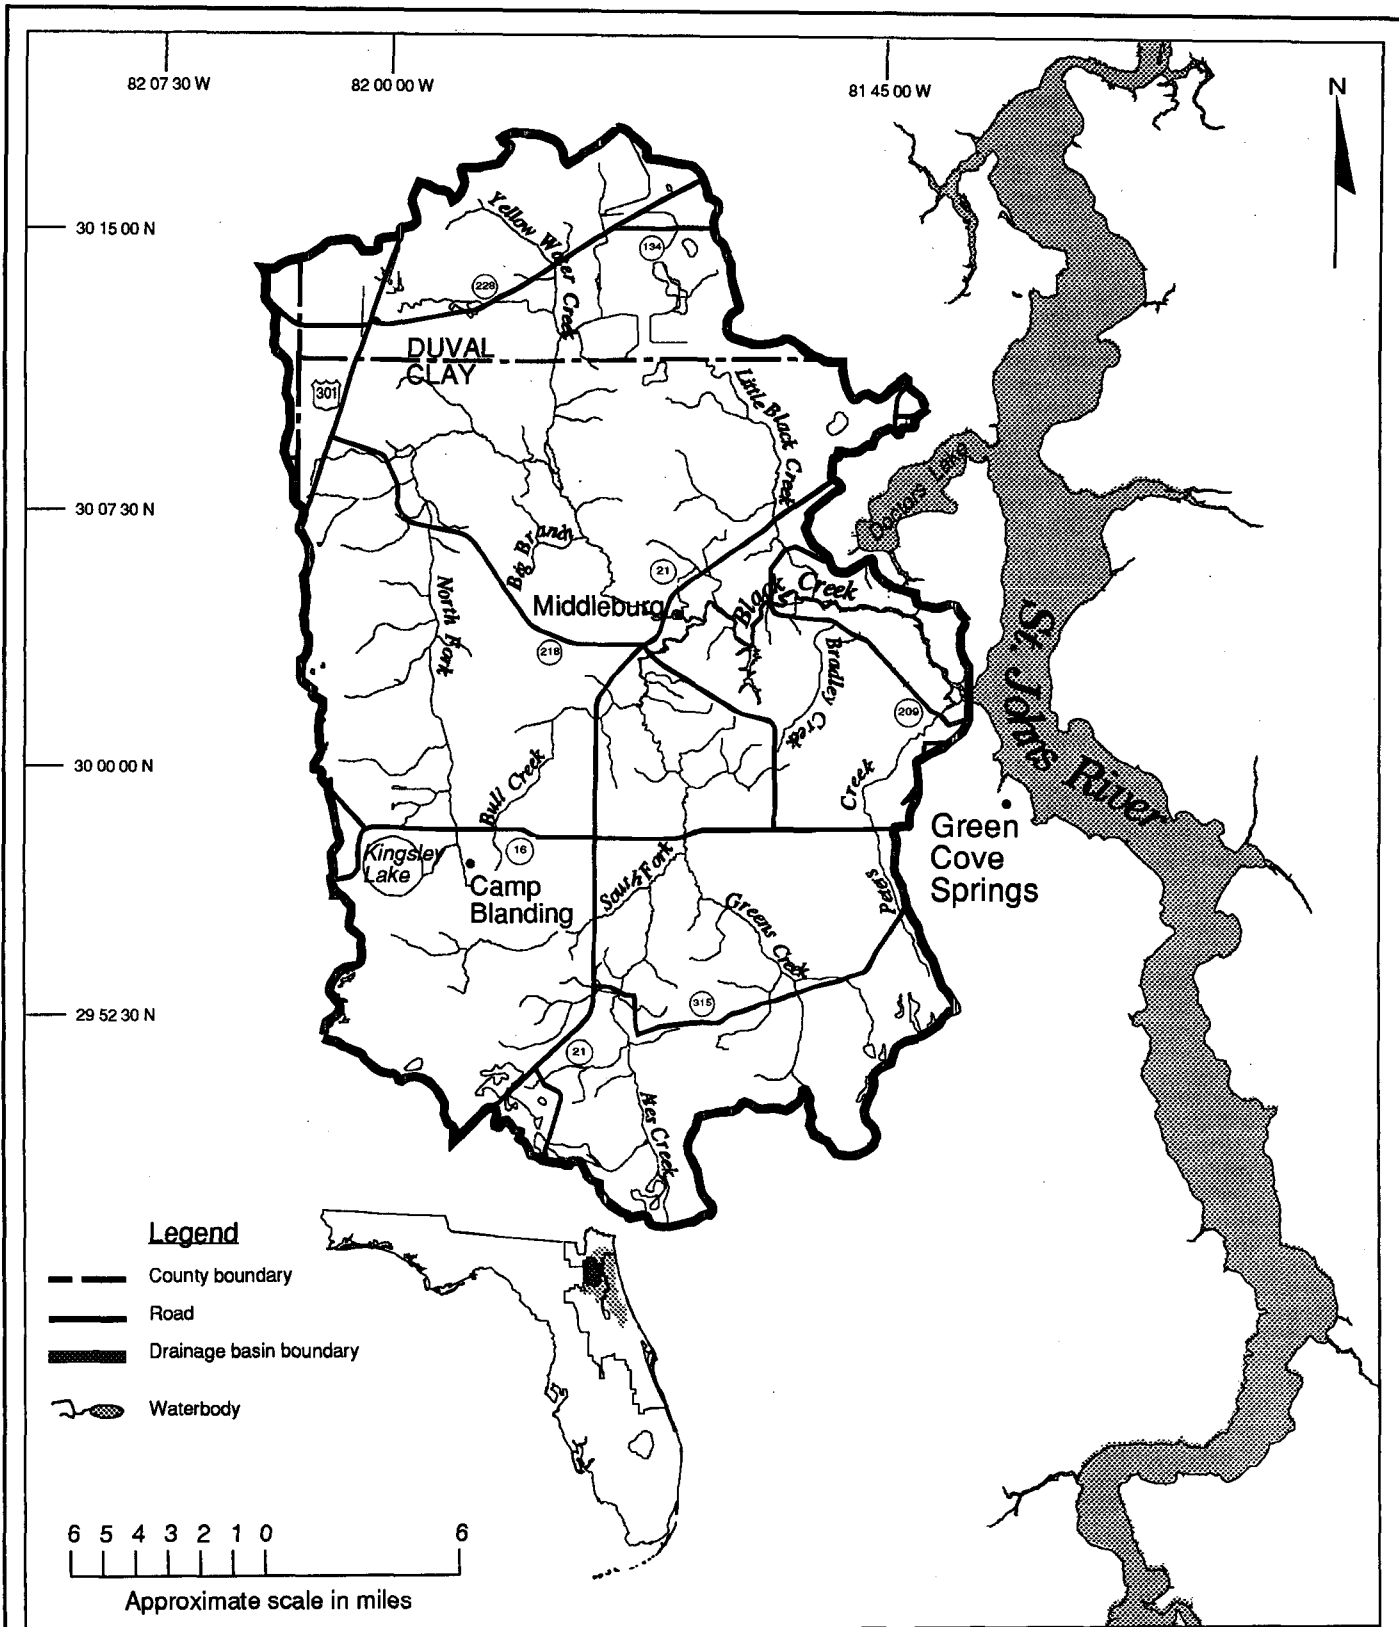 82 07 30 W
82 00 00 W
81 45 00 W
N
30 15 00 N
Yellow Water Creek
134
228
DUVAL
CLAY
301
Little Black Creek
Doctors Lake
30 07 30 N
Big Brandy
21
North Fork
Middleburg
Black Creek
218
Bradley Creek
209
St. Johns River
30 00 00 N
Bull Creek
Creek
Green
Cove
Springs
16
Kingsley
Lake
Camp
Blanding
South Fork
Peters
Greens Creek
29 52 30 N
315
21
Ates Creek
Legend
County boundary
Road
Drainage basin boundary
Waterbody
6 5 4 3 2 1 0 6
Approximate scale in miles